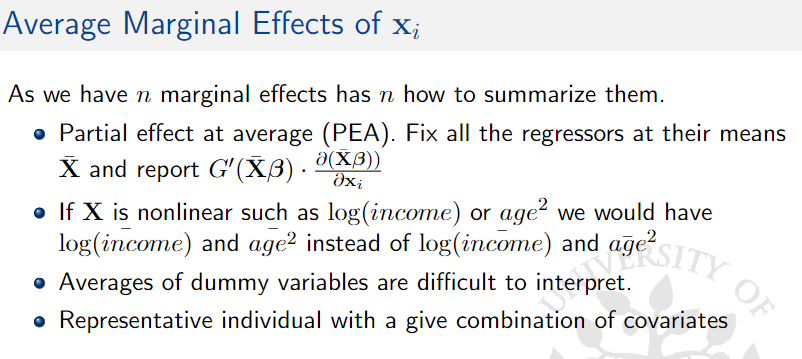 Average Marginal Effects of $\mathbf{x}_i$
As we have $n$ marginal effects has $n$ how to summarize them.
Partial effect at average (PEA). Fix all the regressors at their means
$\bar{\mathbf{X}}$ and report $G'(\bar{\mathbf{X}}\beta) \cdot \frac{\partial(\bar{\mathbf{X}}\beta))}{\partial \mathbf{x}_i}$
If $\mathbf{X}$ is nonlinear such as $\log(income)$ or $age^2$ we would have
$\log(in\bar{c}ome)$ and $a\bar{g}e^2$ instead of $\log(in\bar{c}ome)$ and $a\bar{g}e^2$
Averages of dummy variables are difficult to interpret.
Representative individual with a give combination of covariates
UNIVERSITY OF